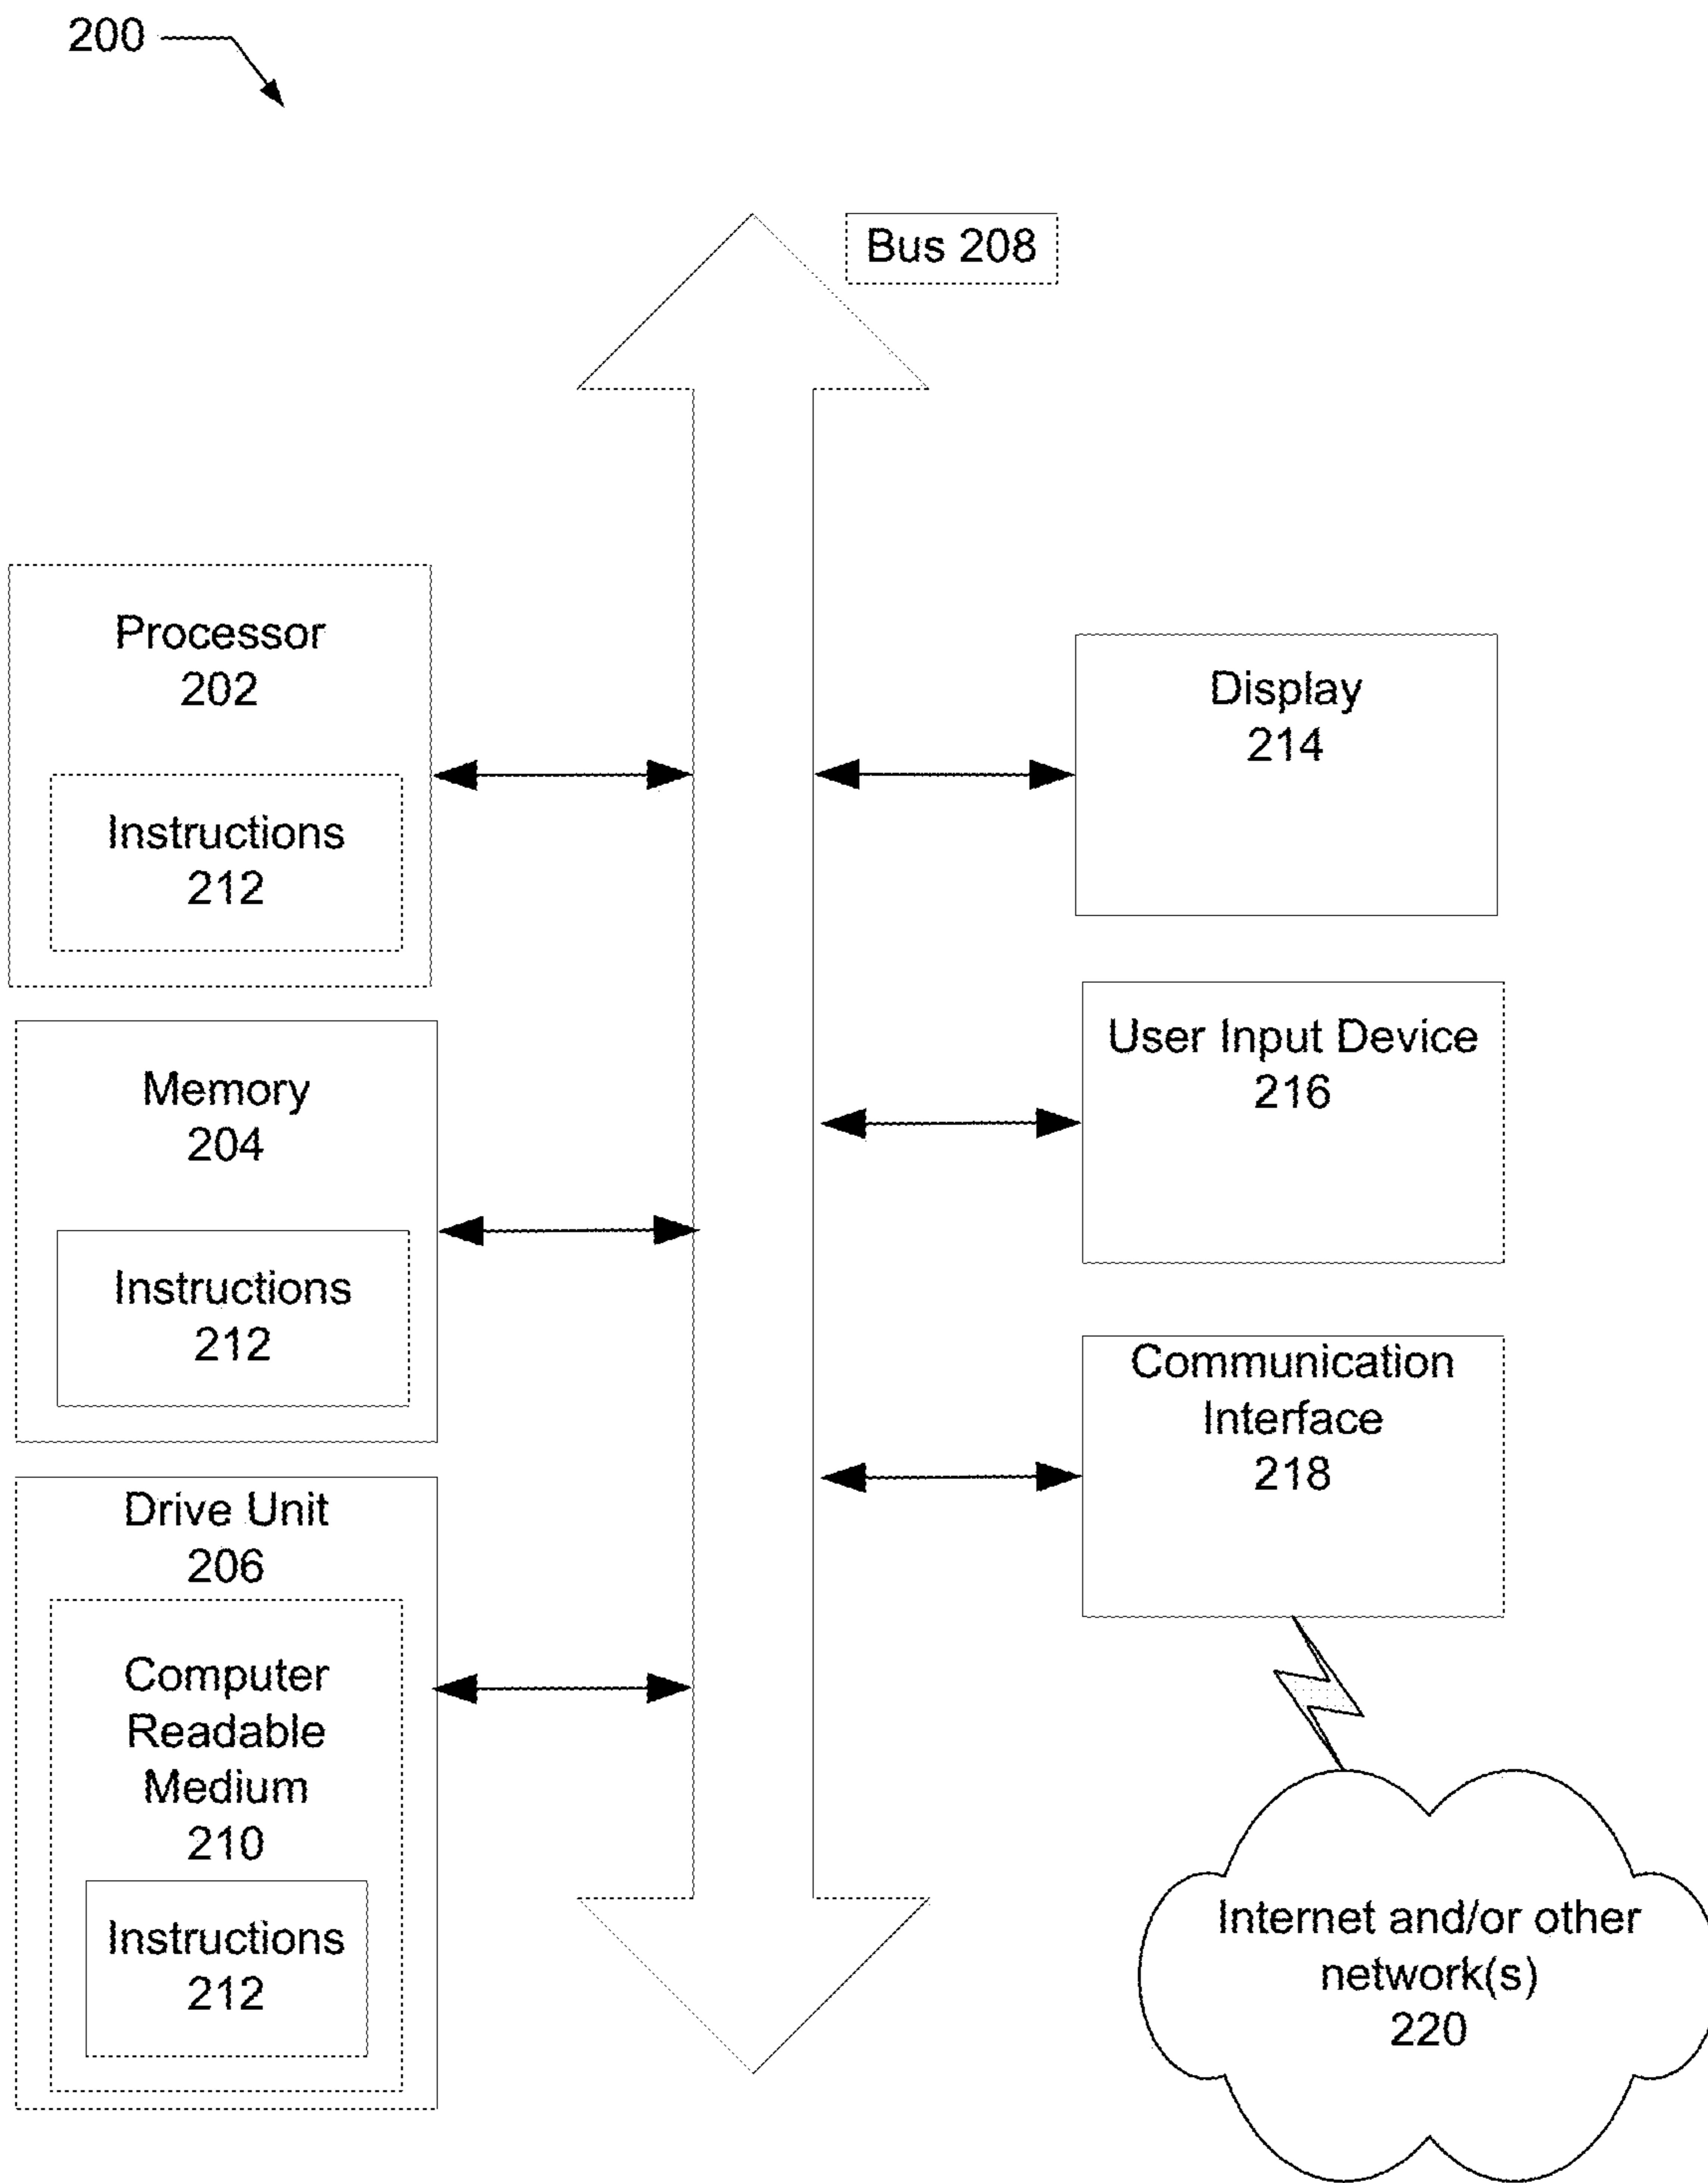 200
Bus 208
Processor
202
Instructions
212
Memory
204
Instructions
212
Drive Unit
206
Computer
Readable
Medium
210
Instructions
212
Display
214
User Input Device
216
Communication
Interface
218
Internet and/or other
network(s)
220